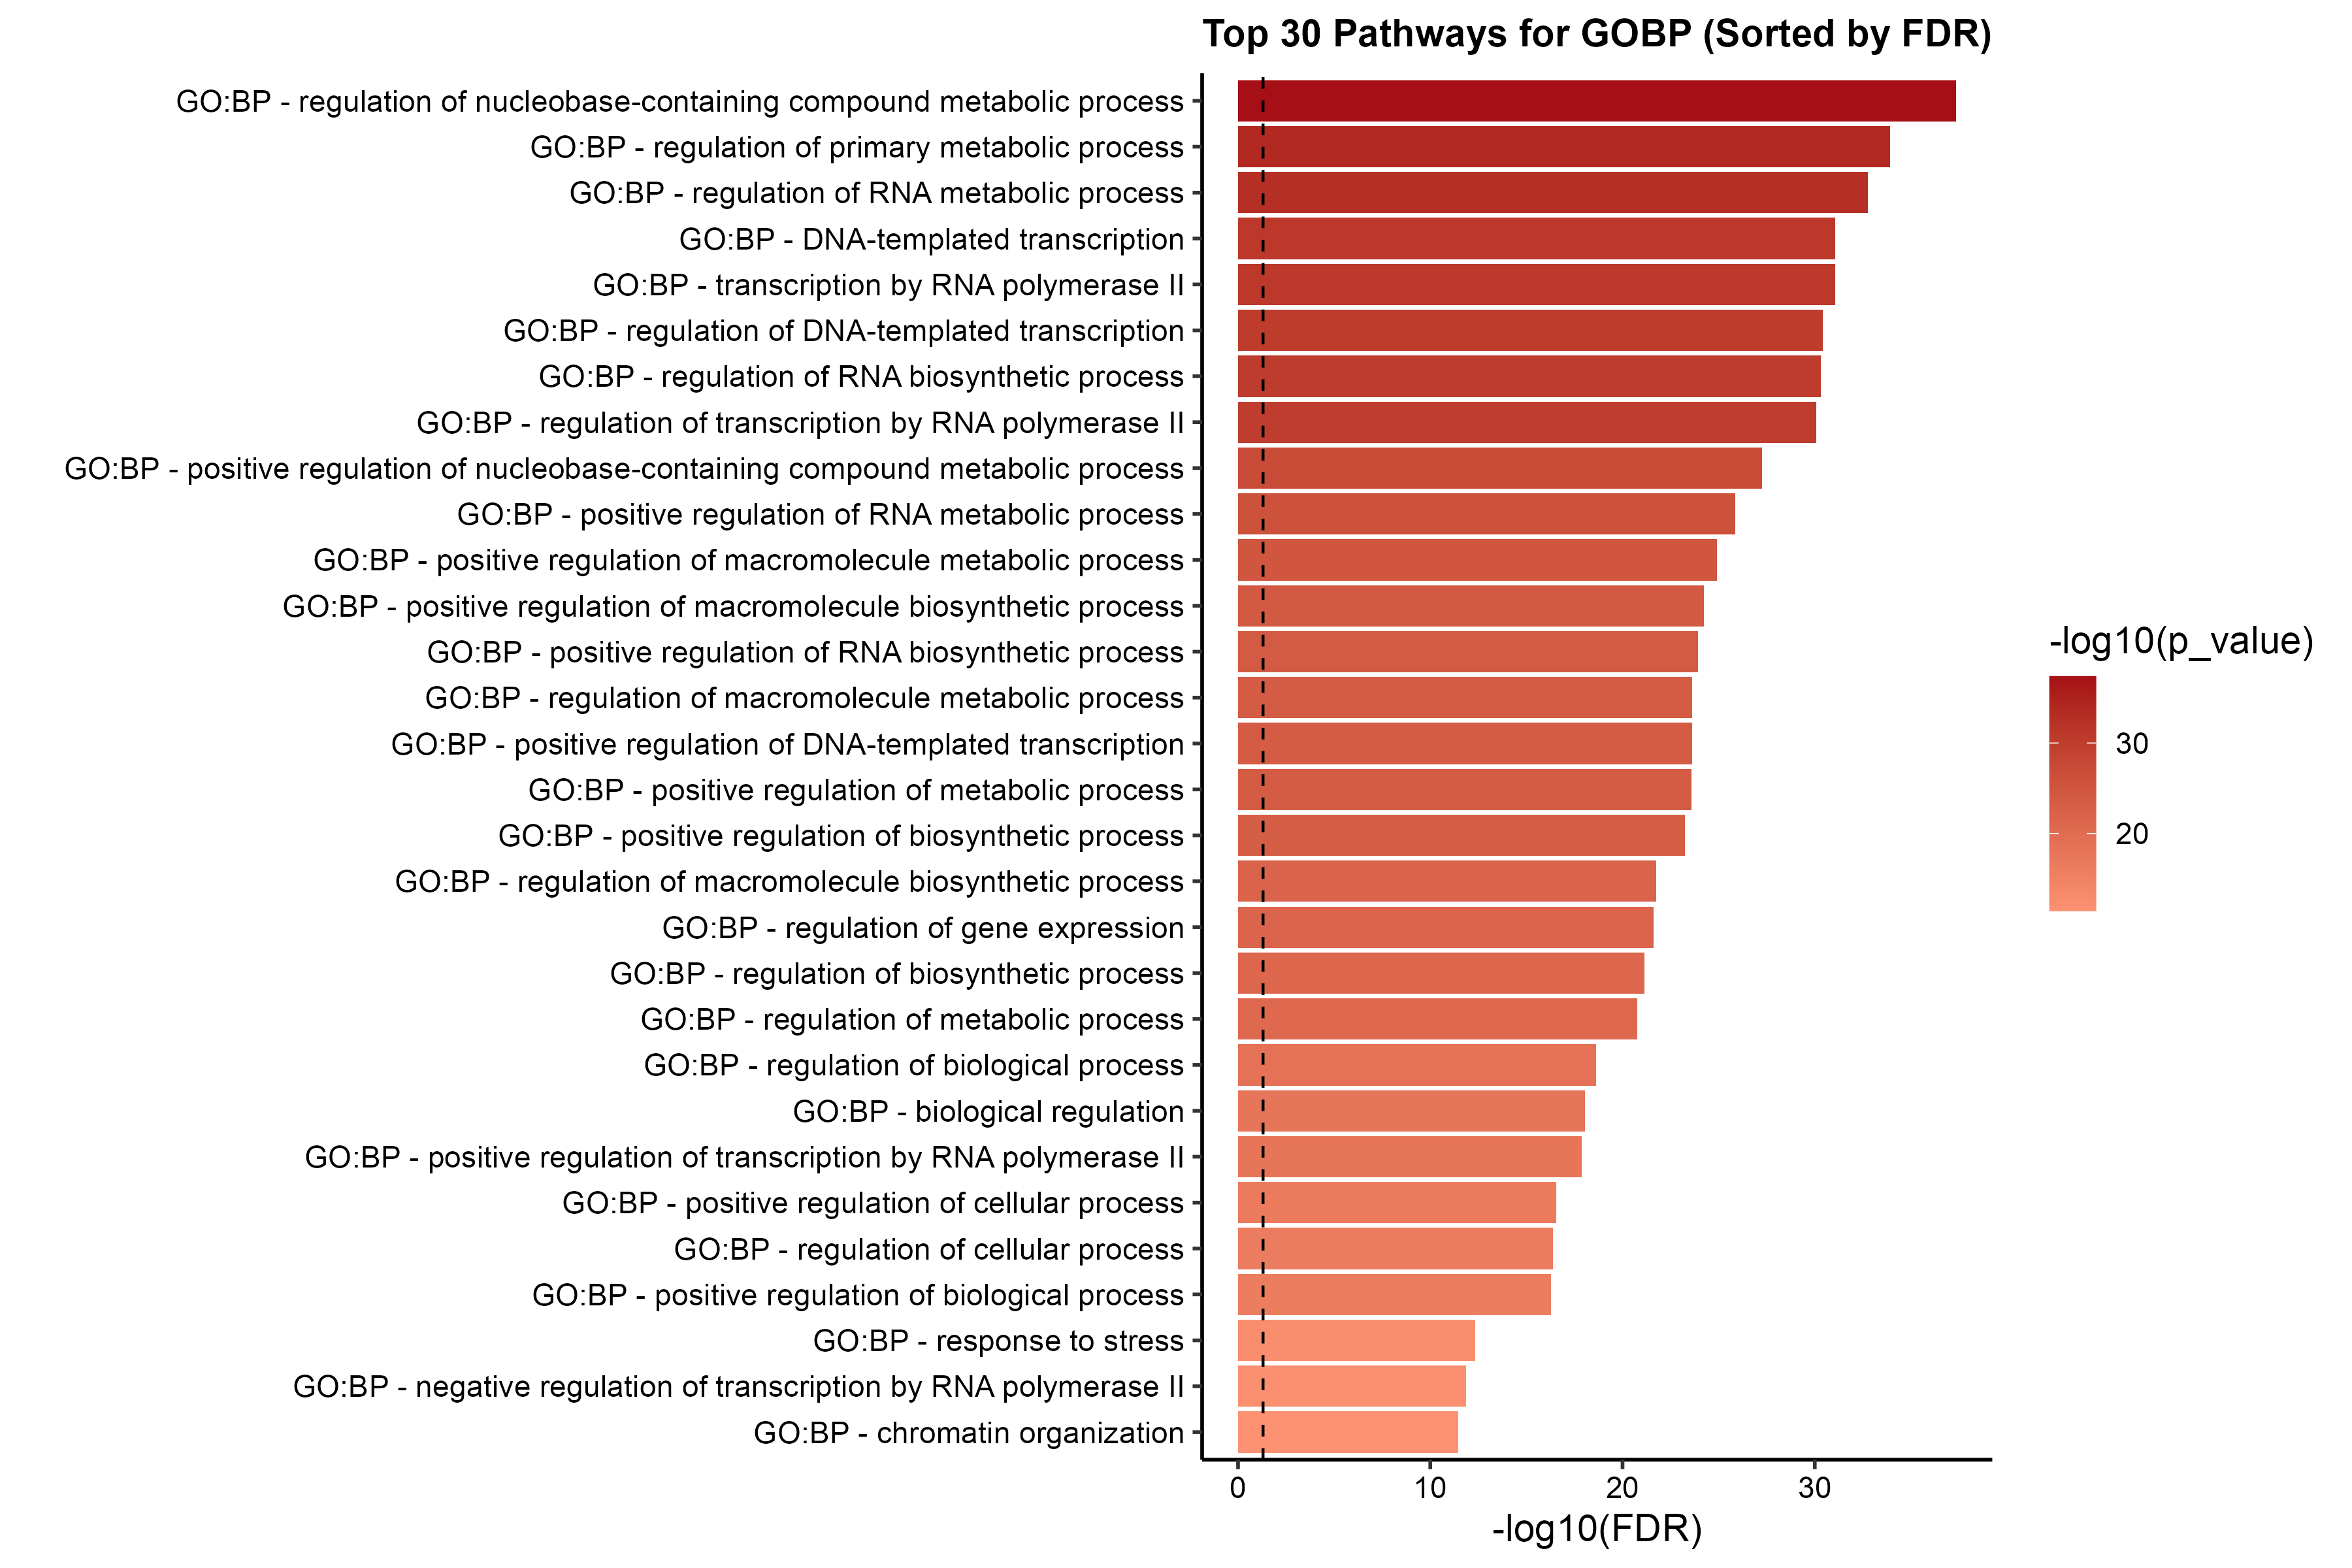 Top 30 Pathways for GOBP (Sorted by FDR)
GO:BP - regulation of nucleobase-containing compound metabolic process
GO:BP - regulation of primary metabolic process
GO:BP - regulation of RNA metabolic process
GO:BP - DNA-templated transcription
GO:BP - transcription by RNA polymerase II
GO:BP - regulation of DNA-templated transcription
GO:BP - regulation of RNA biosynthetic process
GO:BP - regulation of transcription by RNA polymerase II
GO:BP - positive regulation of nucleobase-containing compound metabolic process
GO:BP - positive regulation of RNA metabolic process
GO:BP - positive regulation of macromolecule metabolic process
GO:BP - positive regulation of macromolecule biosynthetic process
GO:BP - positive regulation of RNA biosynthetic process
GO:BP - regulation of macromolecule metabolic process
GO:BP - positive regulation of DNA-templated transcription
GO:BP - positive regulation of metabolic process
GO:BP - positive regulation of biosynthetic process
GO:BP - regulation of macromolecule biosynthetic process
GO:BP - regulation of gene expression
GO:BP - regulation of biosynthetic process
GO:BP - regulation of metabolic process
GO:BP - regulation of biological process
GO:BP - biological regulation
GO:BP - positive regulation of transcription by RNA polymerase II
GO:BP - positive regulation of cellular process
GO:BP - regulation of cellular process
GO:BP - positive regulation of biological process
GO:BP - response to stress
GO:BP - negative regulation of transcription by RNA polymerase II
GO:BP - chromatin organization
0 10 20 30
-log10(FDR)
-log10(p_value)
30
20